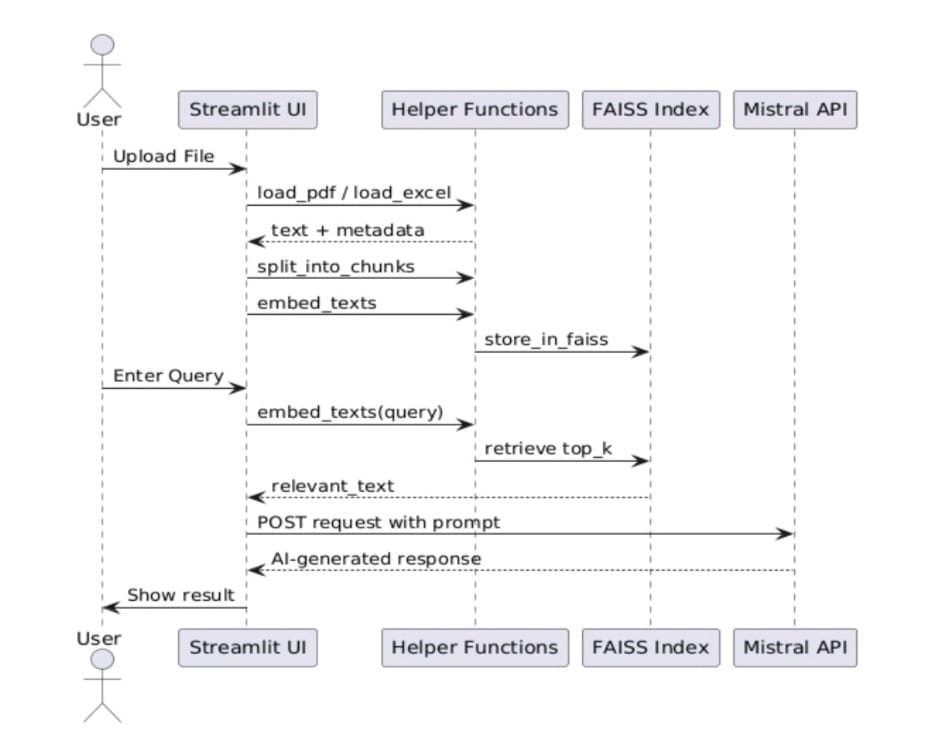 User
Streamlit UI
Helper Functions
FAISS Index
Mistral API
Upload File
load_pdf / load_excel
text + metadata
split_into_chunks
embed_texts
store_in_faiss
Enter Query
embed_texts(query)
retrieve top_k
relevant_text
POST request with prompt
AI-generated response
Show result
User
Streamlit UI
Helper Functions
FAISS Index
Mistral API